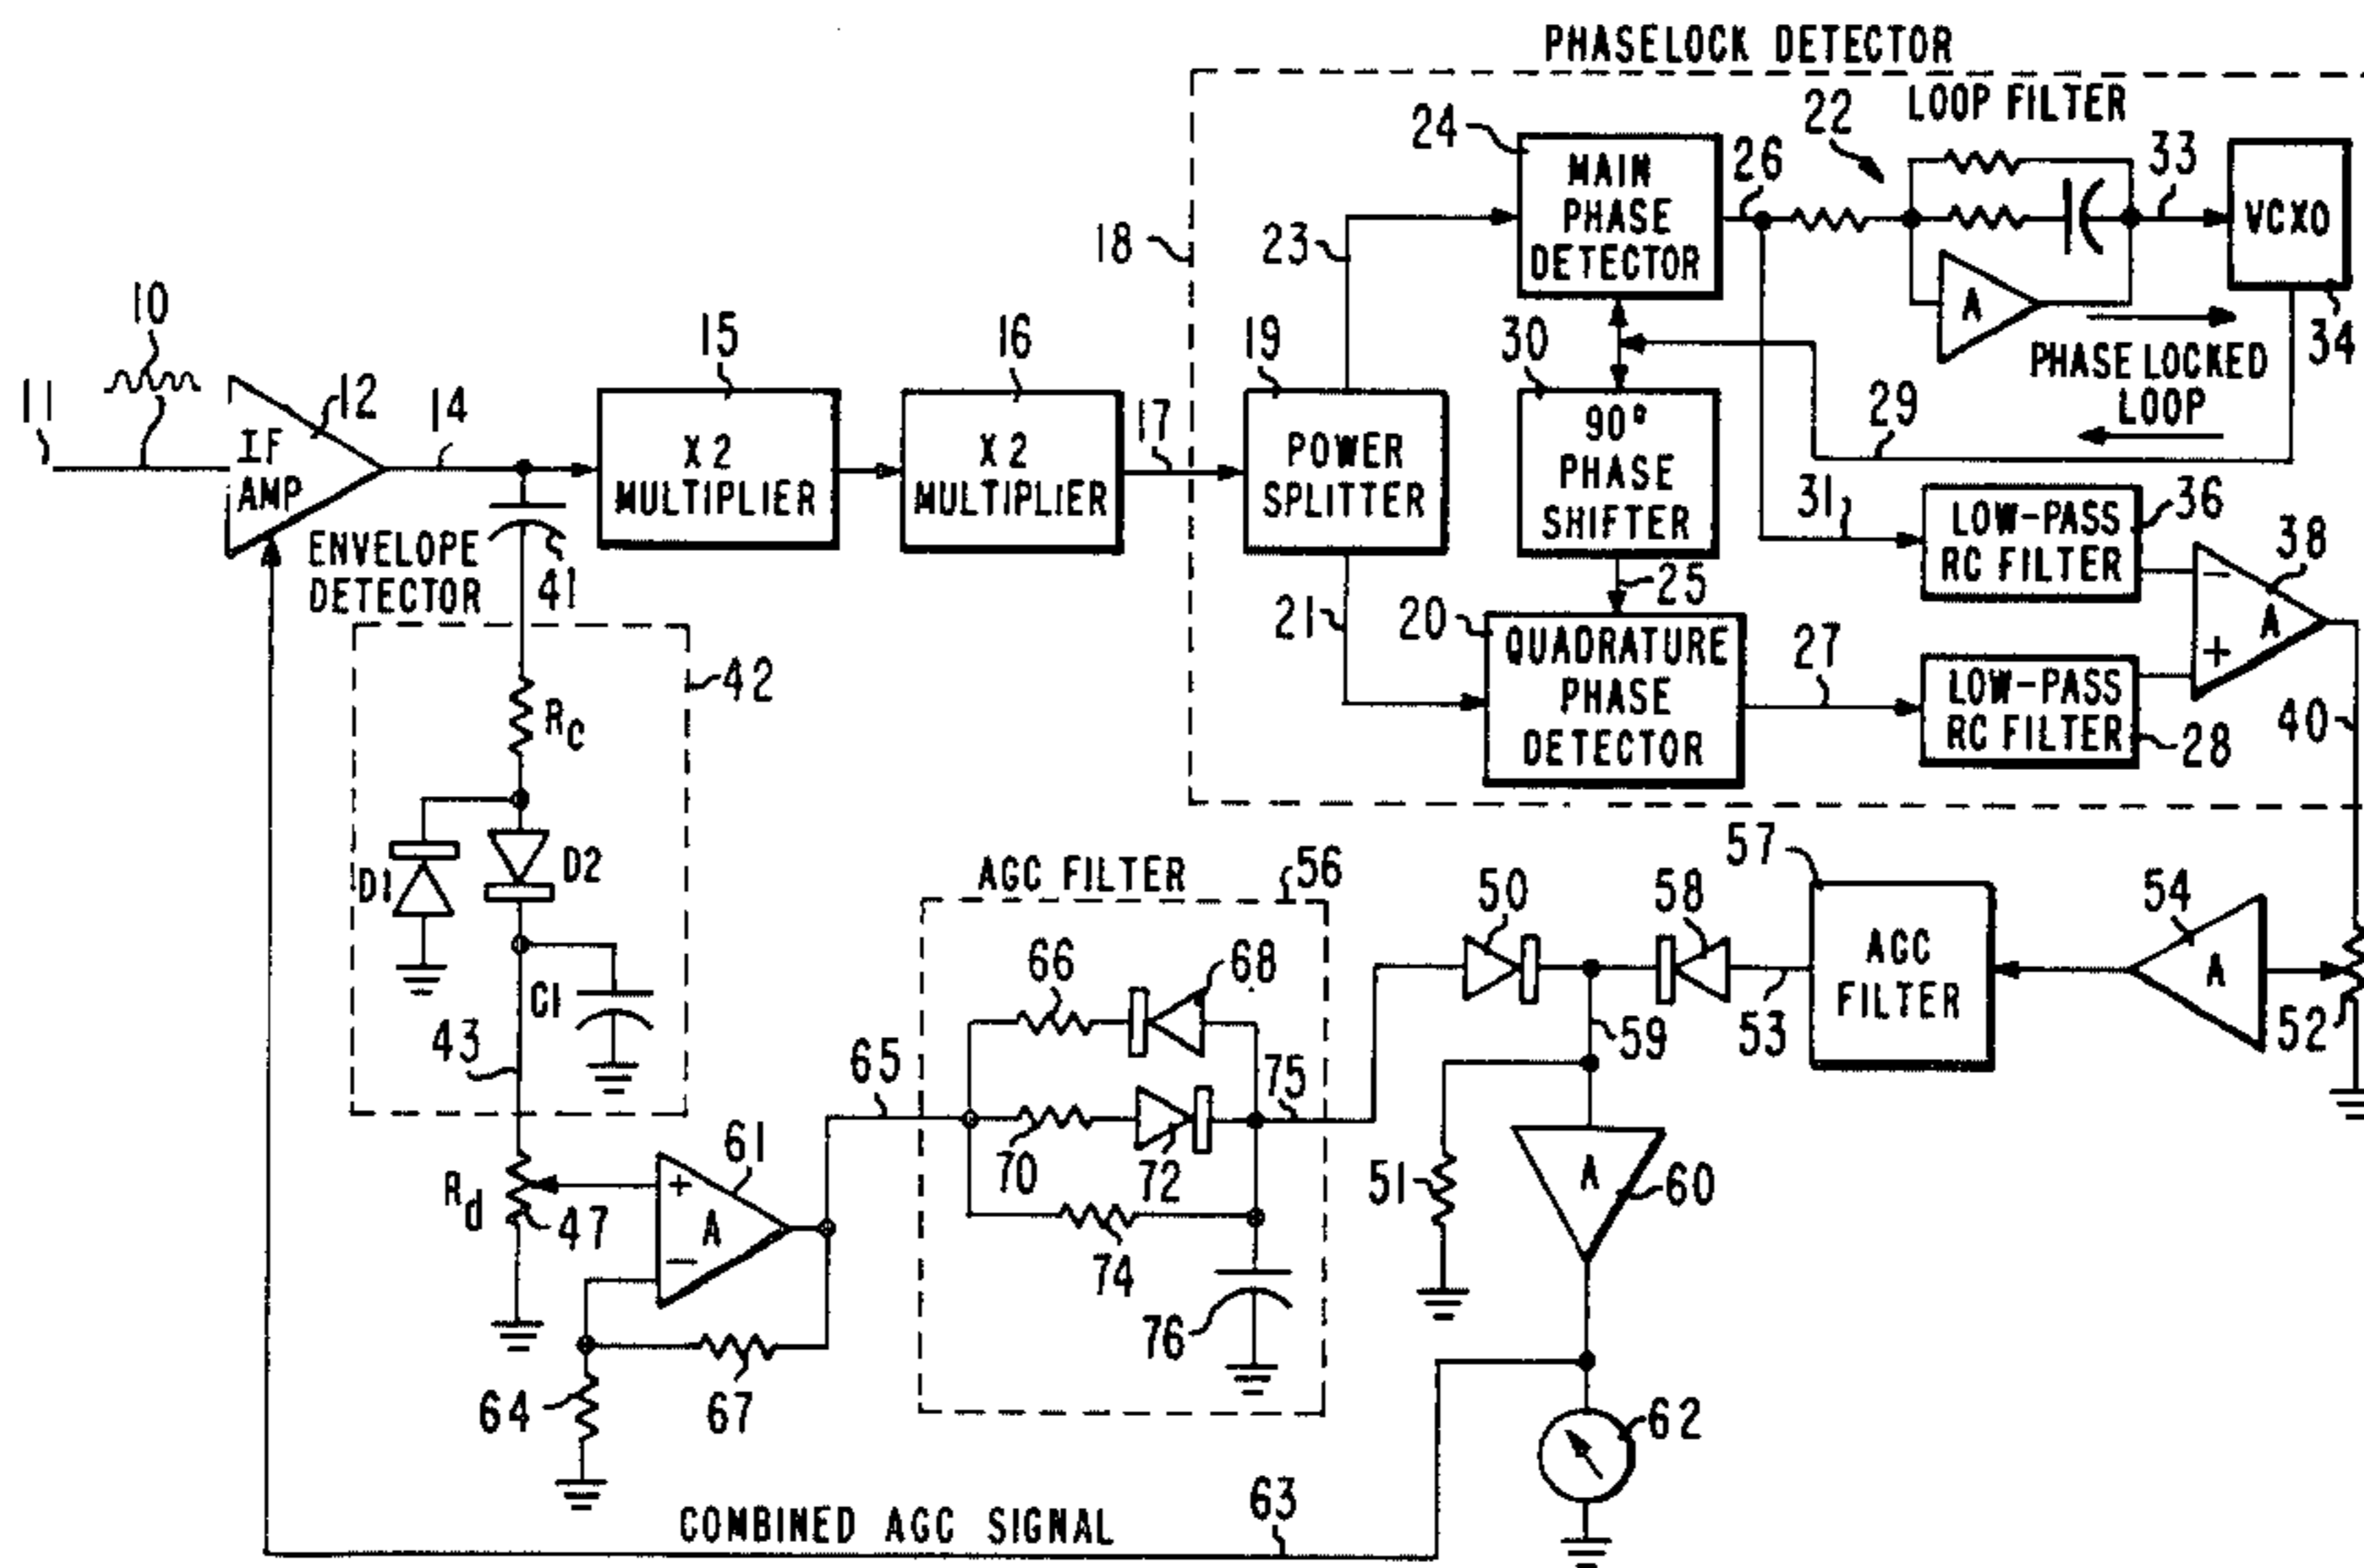 PHASELOCK DETECTOR
LOOP FILTER
22
24
MAIN
PHASE
DETECTOR
26
33
VCXO
34
18
23
10
11
IF
AMP
12
14
15
X2
MULTIPLIER
16
X2
MULTIPLIER
17
19
POWER
SPLITTER
30
90°
PHASE
SHIFTER
A
PHASE LOCKED
LOOP
29
31
LOW-PASS
RC FILTER
36
38
−
A
+
ENVELOPE
DETECTOR
41
21
20
25
QUADRATURE
PHASE
DETECTOR
27
LOW-PASS
RC FILTER
28
40
42
Rc
D1
D2
C1
43
AGC FILTER
56
50
58
57
AGC
FILTER
54
A
52
53
59
66
68
65
75
70
72
74
76
Rd
47
61
+
A
−
64
67
51
A
60
62
COMBINED AGC SIGNAL
63